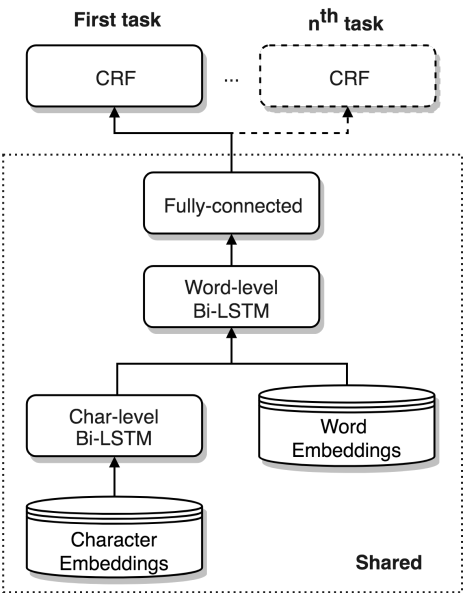 First task
nth task
CRF
...
CRF
Fully-connected
Word-level
Bi-LSTM
Char-level
Bi-LSTM
Word
Embeddings
Character
Embeddings
Shared